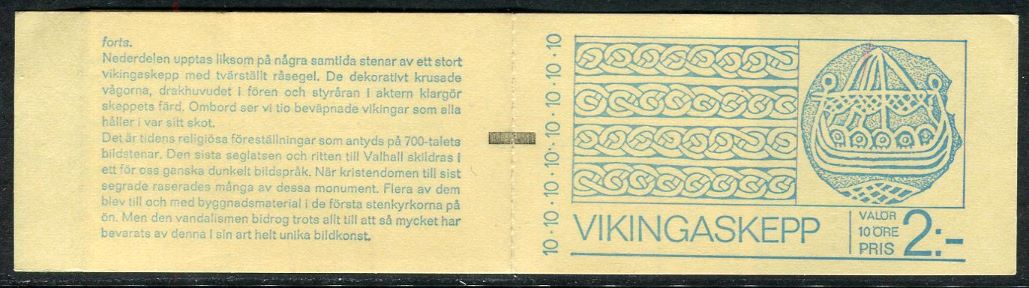 forts.
Nederdelen upptas liksom på några samtida stenar av ett stort
vikingaskepp med tvärställt råsegel. De dekorativt krusade
vågorna, drakhuvudet i fören och styråran i aktern klargör
skeppets färd. Ombord ser vi tio beväpnade vikingar som alla
håller i var sitt skot.
Det är tidens religiösa föreställningar som antyds på 700-talets
bildstenar. Den sista seglatsen och ritten till Valhall skildras i
ett för oss ganska dunkelt bildspråk. När kristendomen till sist
segrade raserades många av dessa monument. Flera av dem
blev till och med byggnadsmaterial i de första stenkyrkorna på
ön. Men den vandalismen bidrog trots allt till att så mycket har
bevarats av denna i sin art helt unika bildkonst.
10·10·10·10·10·10·10·10·10
VIKINGASKEPP
VALÖR
10 ÖRE
PRIS 2:-